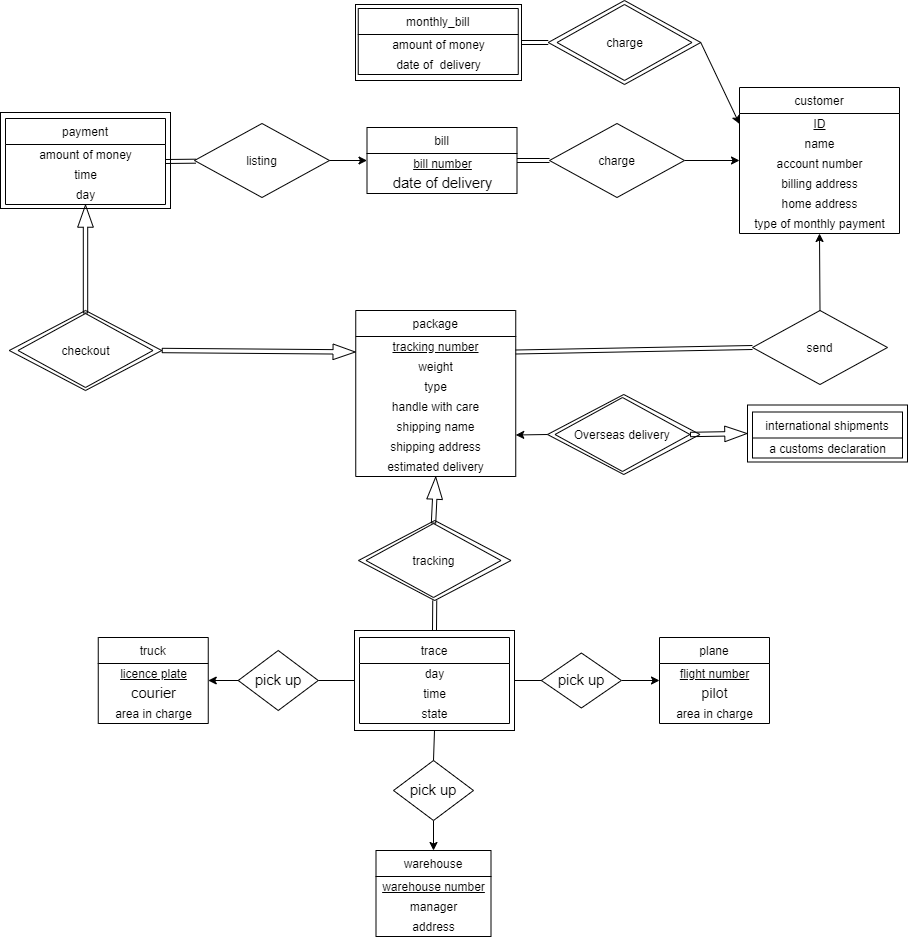 monthly_bill
amount of money
date of  delivery
charge
customer
ID
name
account number
billing address
home address
type of monthly payment
payment
amount of money
time
day
listing
bill
bill number
date of delivery
charge
checkout
package
tracking number
weight
type
handle with care
shipping name
shipping address
estimated delivery
send
Overseas delivery
international shipments
a customs declaration
tracking
truck
licence plate
courier
area in charge
pick up
trace
day
time
state
pick up
plane
flight number
pilot
area in charge
pick up
warehouse
warehouse number
manager
address